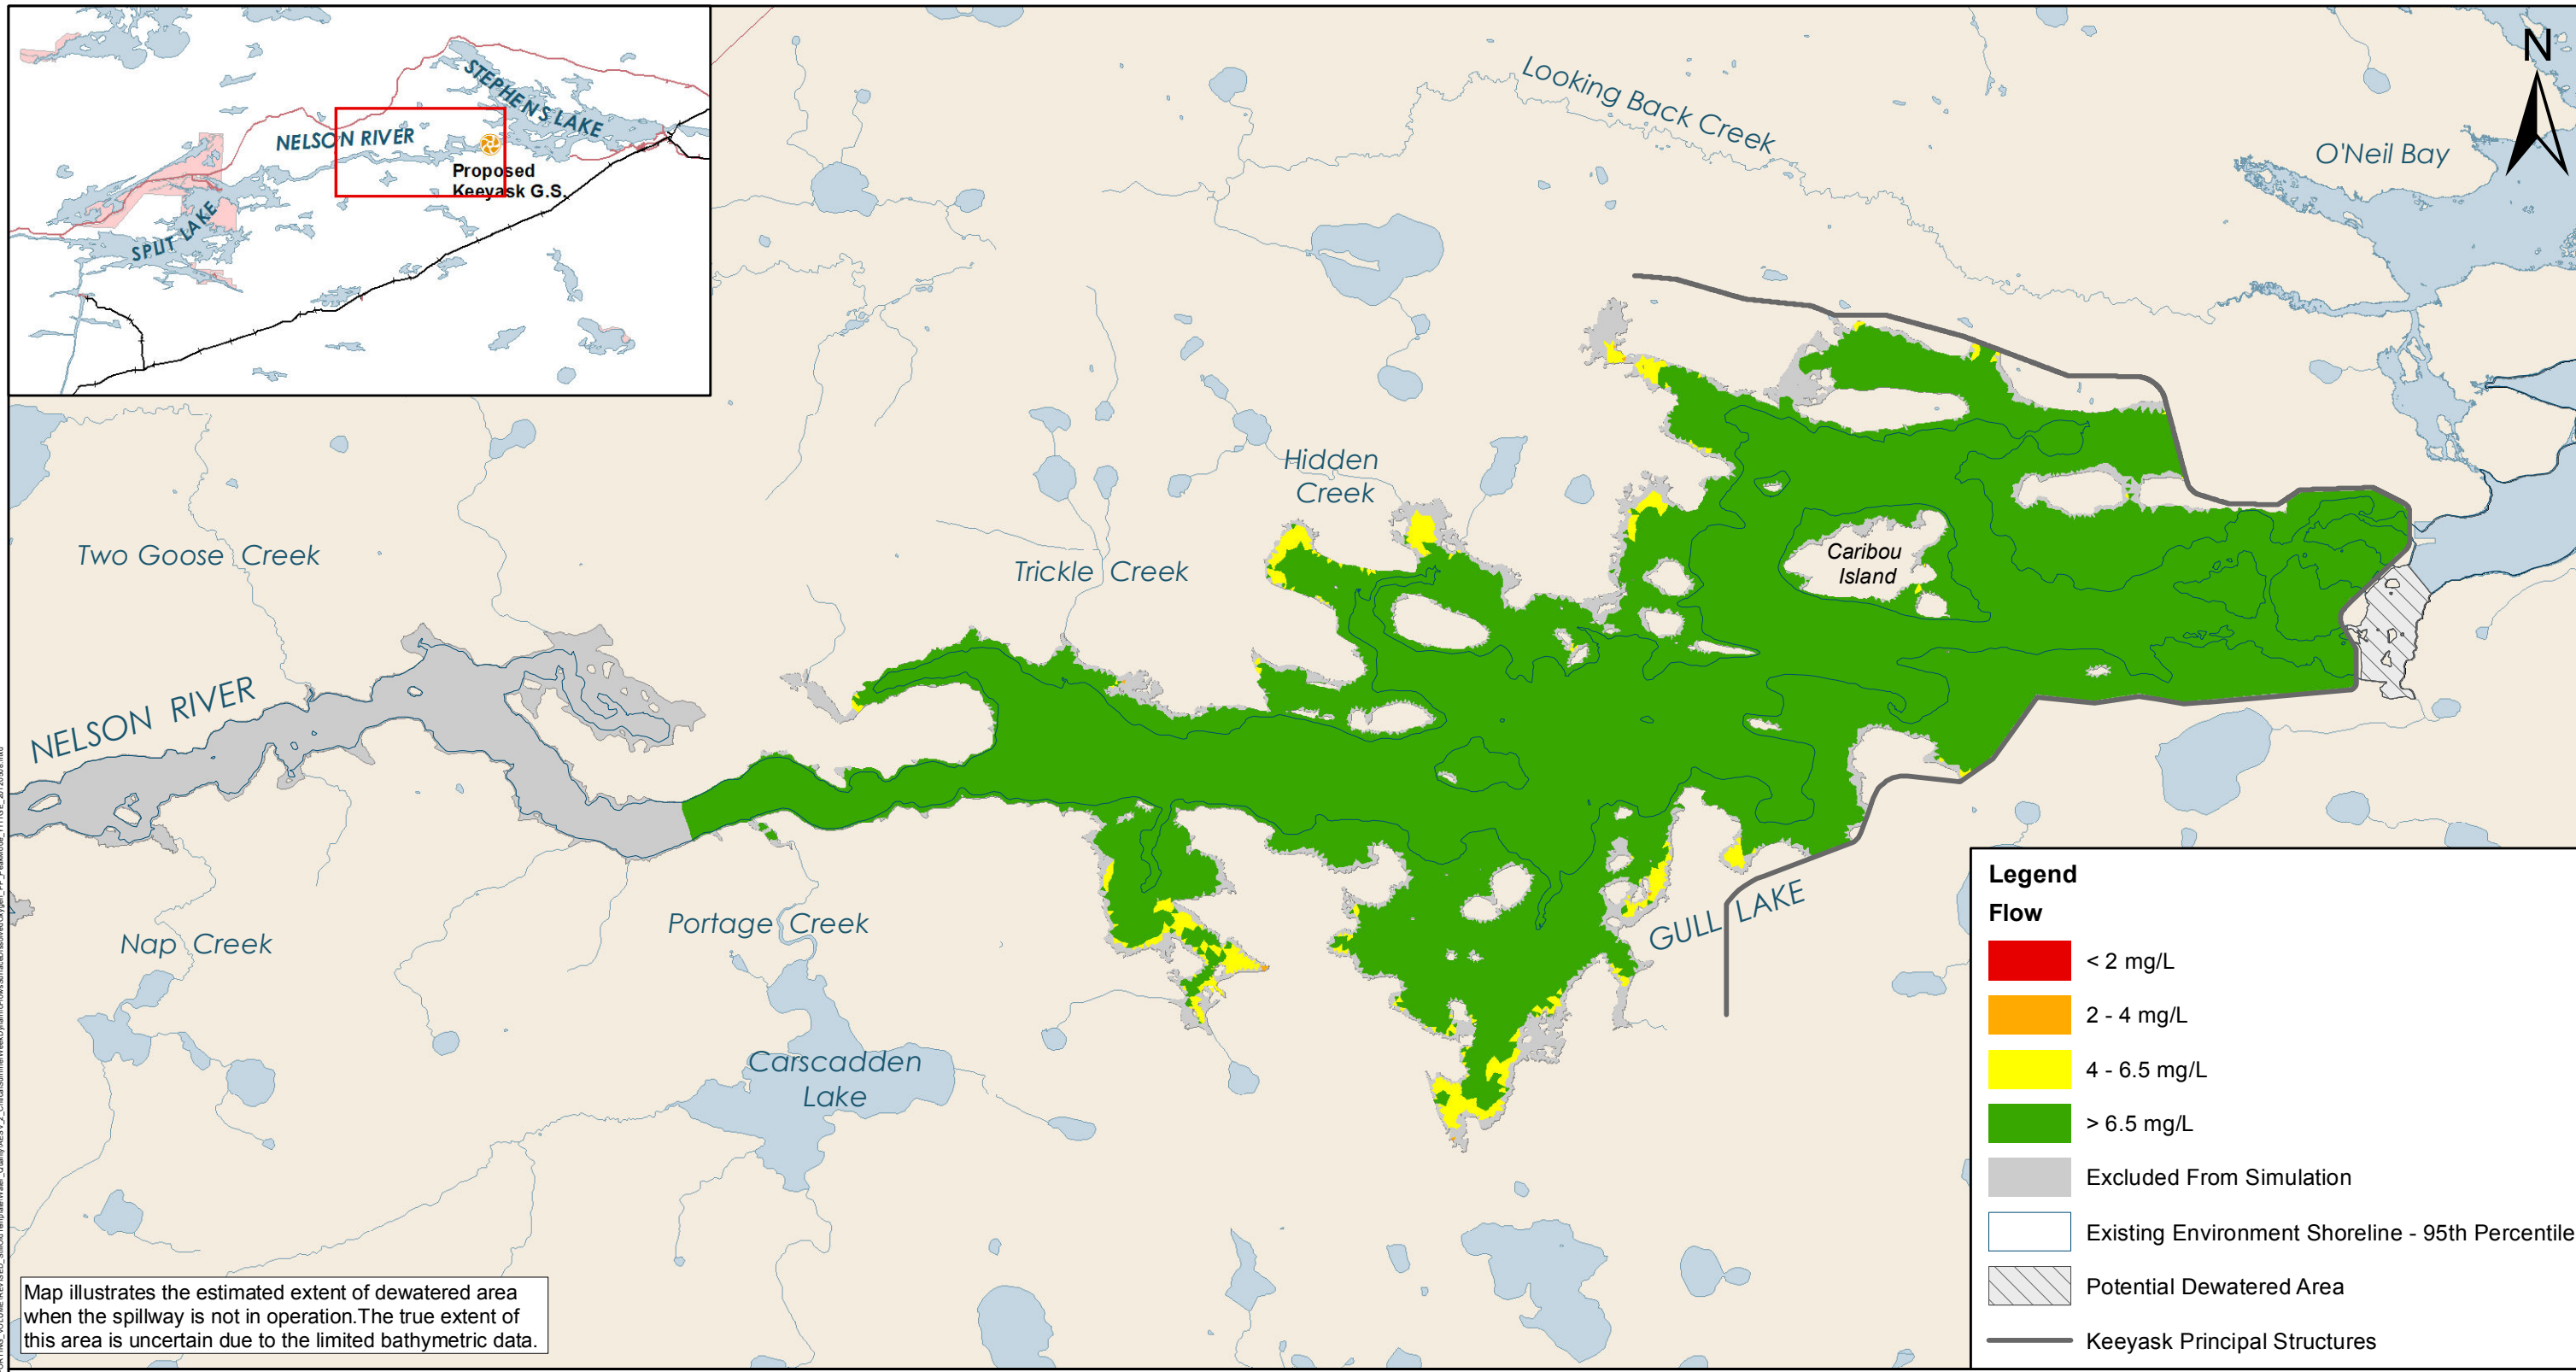 STEPHENS LAKE
NELSON RIVER
Proposed
Keeyask G.S.
SPLIT LAKE
N
Looking Back Creek
O'Neil Bay
Hidden
Creek
Two Goose Creek
Trickle Creek
Caribou
Island
NELSON RIVER
Nap Creek
Portage Creek
GULL LAKE
Carscadden
Lake
Legend
Flow
< 2 mg/L
2 - 4 mg/L
4 - 6.5 mg/L
> 6.5 mg/L
Excluded From Simulation
Existing Environment Shoreline - 95th Percentile
Potential Dewatered Area
Keeyask Principal Structures
Map illustrates the estimated extent of dewatered area
when the spillway is not in operation.The true extent of
this area is uncertain due to the limited bathymetric data.